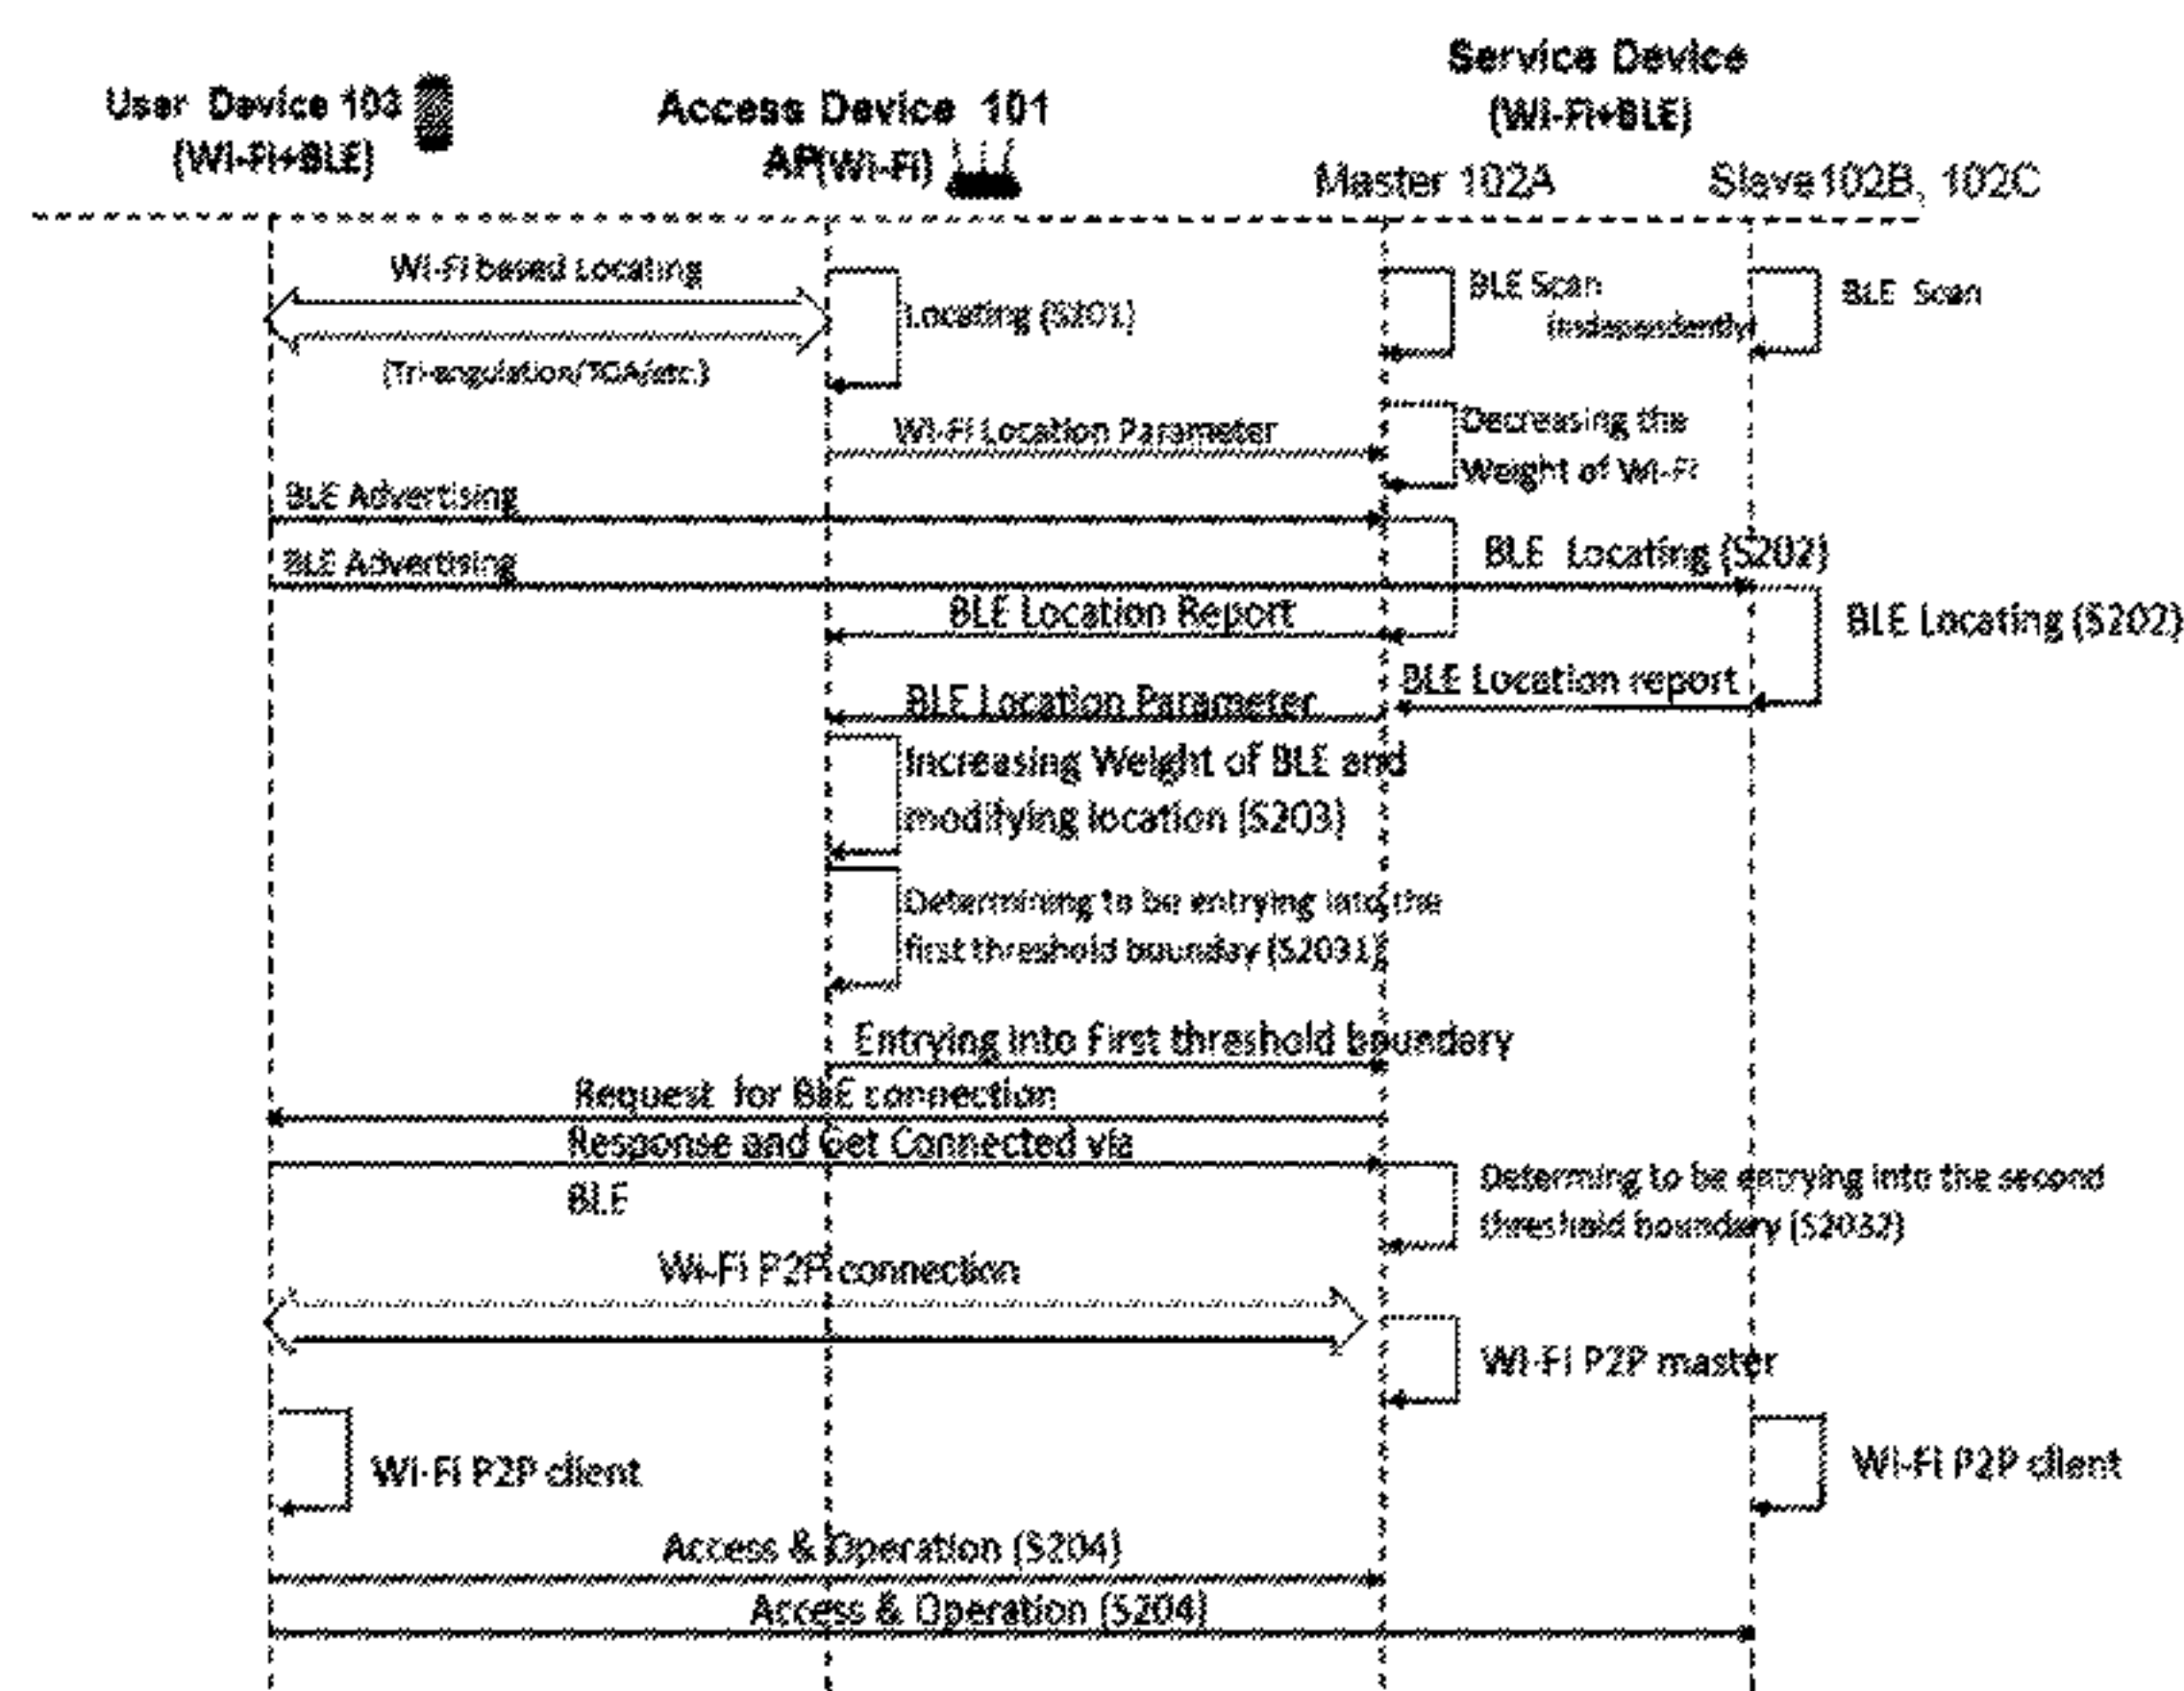 Service Device
(Wi-Fi+BLE)
User Device 103
(Wi-Fi+BLE)
Access Device 101
AP(Wi-Fi)
Master 102A
Slave102B, 102C
Wi-Fi based Locating
(Tri-angulation/TOA/etc.)
Locating (S201)
BLE Scan
(independently)
BLE Scan
Wi-Fi Location Parameter
Decreasing the
Weight of Wi-Fi
BLE Advertising
BLE Advertising
BLE Locating (S202)
BLE Location Report
BLE Locating (S202)
BLE Location report
BLE Location Parameter
Increasing Weight of BLE and
modifying location (S203)
Determining to be entrying into the
first threshold bounday (S2031)
Entrying into First threshold boundary
Request for BLE connection
Response and Get Connected via
BLE
Determing to be entrying into the second
threshold boundary (S2032)
Wi-Fi P2P connection
Wi-Fi P2P master
Wi-Fi P2P client
Wi-Fi P2P client
Access & Operation (S204)
Access & Operation (S204)